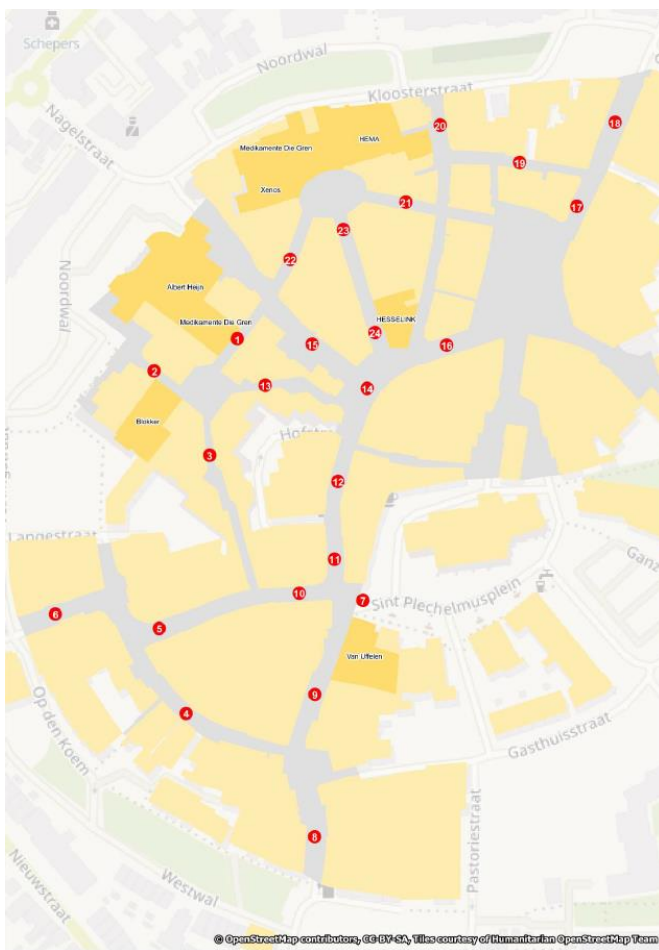 Schepers
Noordwal
Kloosterstraat
Nagelstraat
20
18
HEMA
Medikamente Die Gren
19
Xenos
21
17
23
22
Noordwal
Albert Heijn
Medikamente Die Gren
HESSELINK
1
24
15
16
2
13
14
Blokker
3
12
Langestraat
11
10
7
Sint Plechelmusplein
6
5
Van Uffelen
9
4
Op den Koem
Gasthuisstraat
8
Pastoriestraat
Westwal
Nieuwstraat
© OpenStreetMap contributors, CC-BY-SA, Tiles courtesy of Humanitarian OpenStreetMap Team